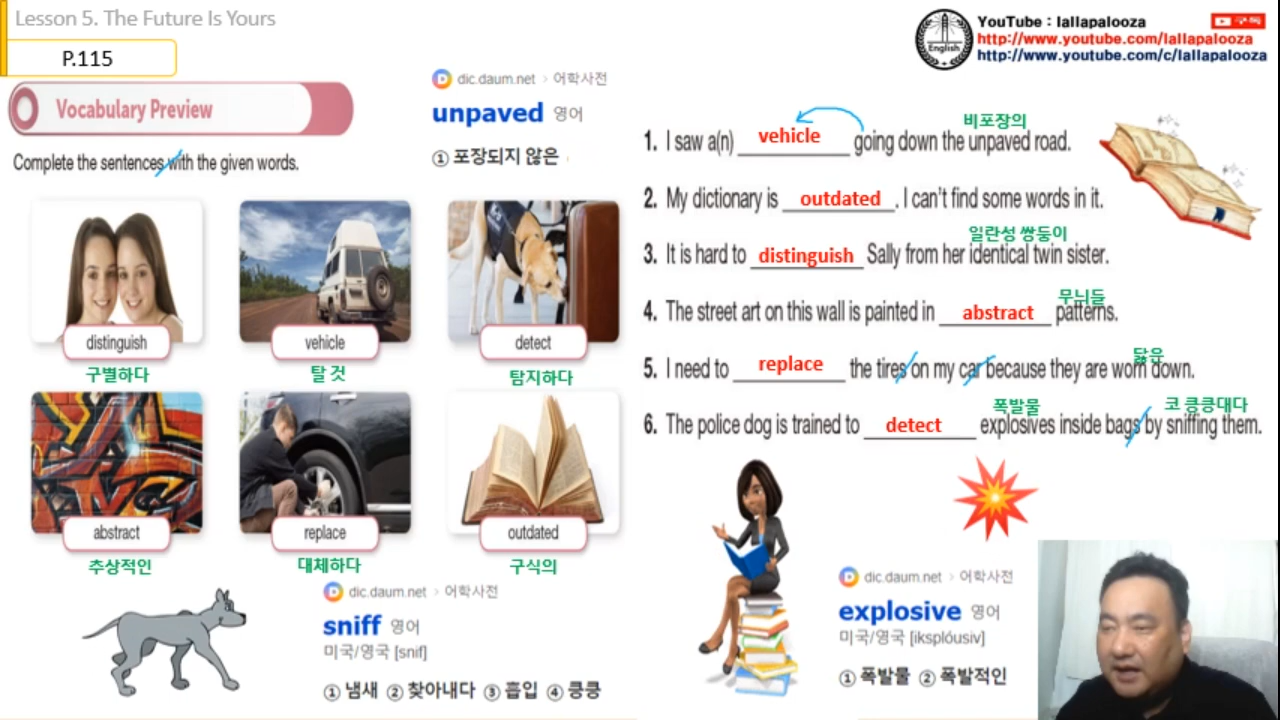 Lesson 5. The Future Is Yours
P.115
Vocabulary Preview
Complete the sentences with the given words.
dic.daum.net › 어학사전
unpaved 영어
① 포장되지 않은
distinguish
구별하다
vehicle
탈 것
detect
탐지하다
abstract
추상적인
replace
대체하다
outdated
구식의
dic.daum.net › 어학사전
sniff 영어
미국/영국 [snif]
① 냄새 ② 찾아내다 ③ 흡입 ④ 킁킁
English
YouTube : lallapalooza
구독
http://www.youtube.com/lallapalooza
http://www.youtube.com/c/lallapalooza
비포장의
1. I saw a(n) vehicle going down the unpaved road.
2. My dictionary is outdated. I can't find some words in it.
일란성 쌍둥이
3. It is hard to distinguish Sally from her identical twin sister.
무늬들
4. The street art on this wall is painted in abstract patterns.
닳은
5. I need to replace the tires on my car because they are worn down.
폭발물 코 킁킁대다
6. The police dog is trained to detect explosives inside bags by sniffing them.
dic.daum.net › 어학사전
explosive 영어
미국/영국 [iksplóusiv]
① 폭발물 ② 폭발적인